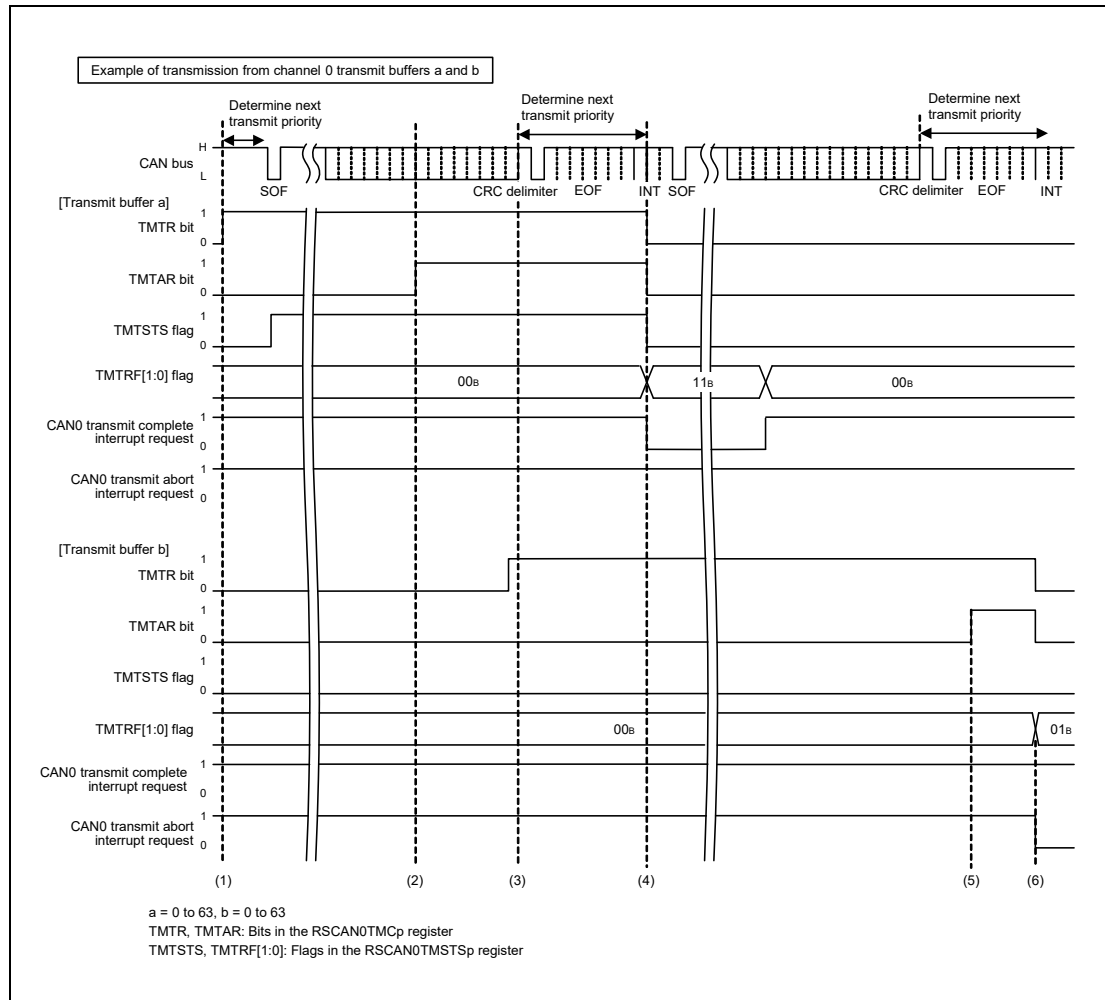 Example of transmission from channel 0 transmit buffers a and b
Determine next
transmit priority
Determine next
transmit priority
Determine next
transmit priority
CAN bus
H
L
SOF
CRC delimiter
EOF
INT
SOF
CRC delimiter
EOF
INT
[Transmit buffer a]
TMTR bit
1
0
TMTAR bit
1
0
TMTSTS flag
1
0
TMTRF[1:0] flag
00B
11B
00B
CAN0 transmit complete
interrupt request
1
0
CAN0 transmit abort
interrupt request
1
0
[Transmit buffer b]
TMTR bit
1
0
TMTAR bit
1
0
TMTSTS flag
1
0
TMTRF[1:0] flag
00B
01B
CAN0 transmit complete
interrupt request
1
0
CAN0 transmit abort
interrupt request
1
0
(1)
(2)
(3)
(4)
(5)
(6)
a = 0 to 63, b = 0 to 63
TMTR, TMTAR: Bits in the RSCAN0TMCp register
TMTSTS, TMTRF[1:0]: Flags in the RSCAN0TMSTSp register